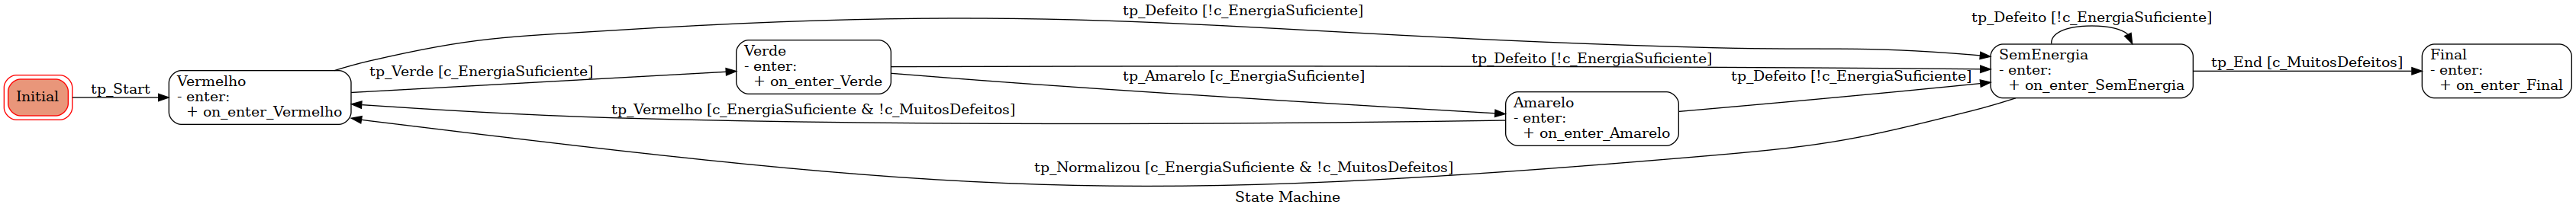 tp_Defeito [!c_EnergiaSuficiente]
tp_Defeito [!c_EnergiaSuficiente]
Initial
tp_Start
Vermelho
- enter:
+ on_enter_Vermelho
tp_Verde [c_EnergiaSuficiente]
Verde
- enter:
+ on_enter_Verde
tp_Defeito [!c_EnergiaSuficiente]
tp_Amarelo [c_EnergiaSuficiente]
tp_Vermelho [c_EnergiaSuficiente & !c_MuitosDefeitos]
Amarelo
- enter:
+ on_enter_Amarelo
tp_Defeito [!c_EnergiaSuficiente]
SemEnergia
- enter:
+ on_enter_SemEnergia
tp_End [c_MuitosDefeitos]
Final
- enter:
+ on_enter_Final
tp_Normalizou [c_EnergiaSuficiente & !c_MuitosDefeitos]
State Machine